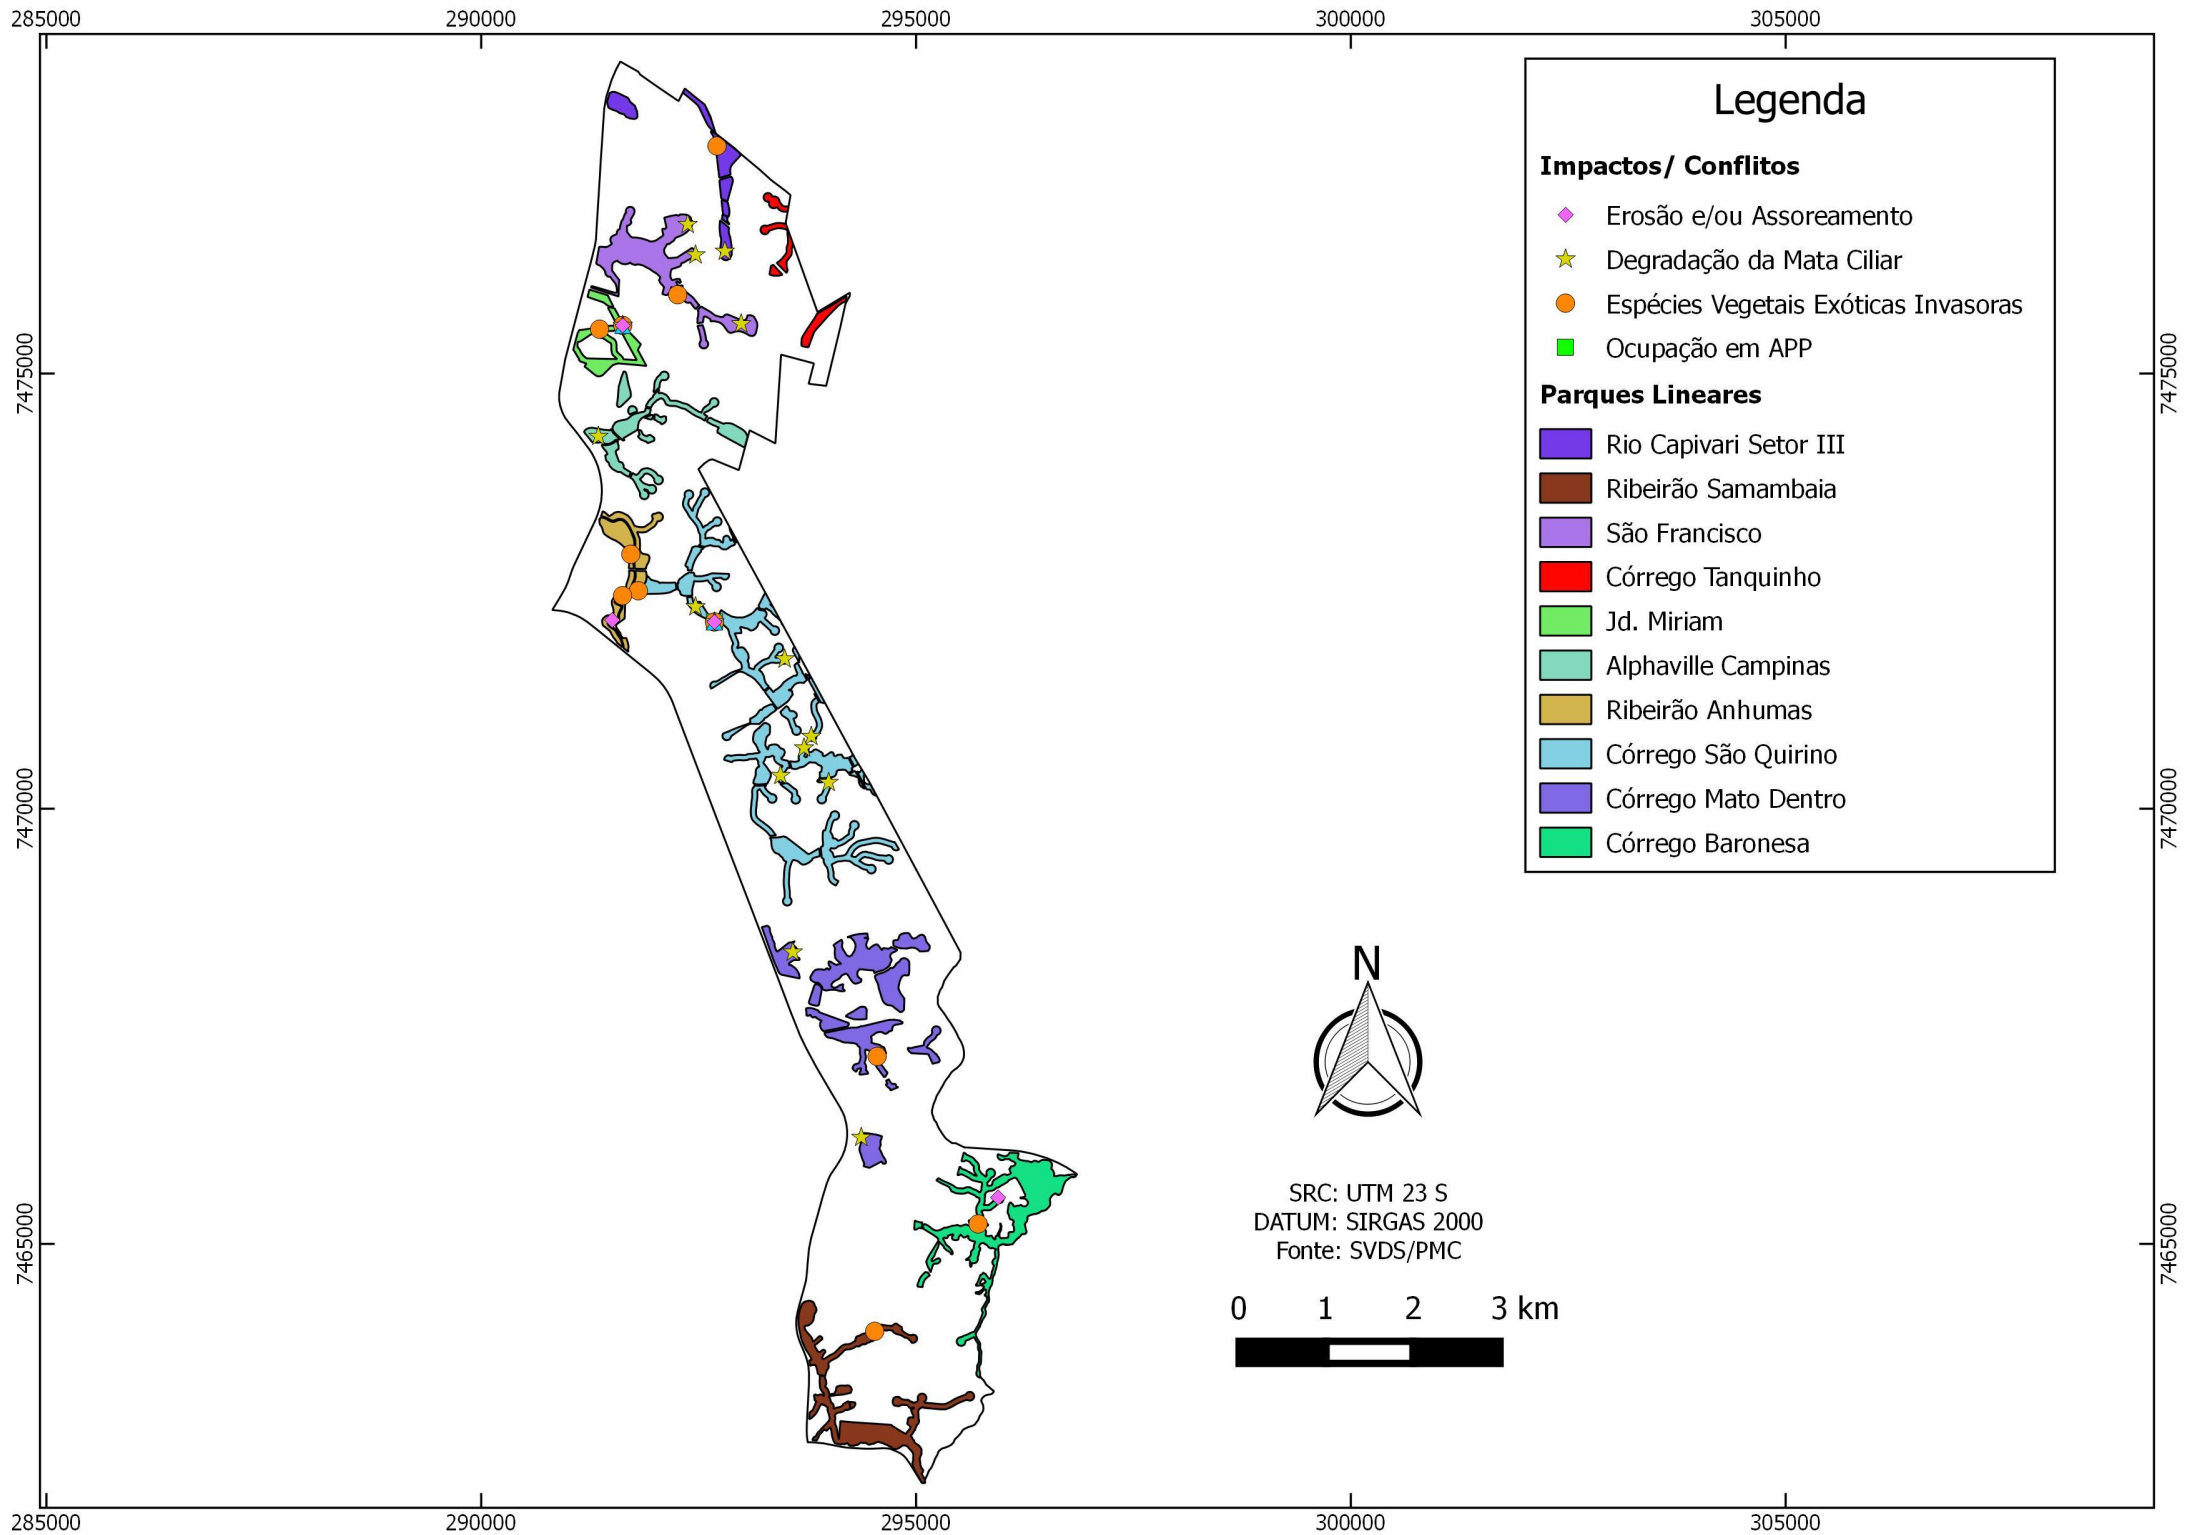 285000
290000
295000
300000
305000
Legenda
Impactos/ Conflitos
Erosão e/ou Assoreamento
Degradação da Mata Ciliar
Espécies Vegetais Exóticas Invasoras
Ocupação em APP
Parques Lineares
Rio Capivari Setor III
Ribeirão Samambaia
São Francisco
Córrego Tanquinho
Jd. Miriam
Alphaville Campinas
Ribeirão Anhumas
Córrego São Quirino
Córrego Mato Dentro
Córrego Baronesa
7475000
7475000
7470000
7470000
N
SRC: UTM 23 S
DATUM: SIRGAS 2000
Fonte: SVDS/PMC
7465000
7465000
0 1 2 3 km
285000
290000
295000
300000
305000